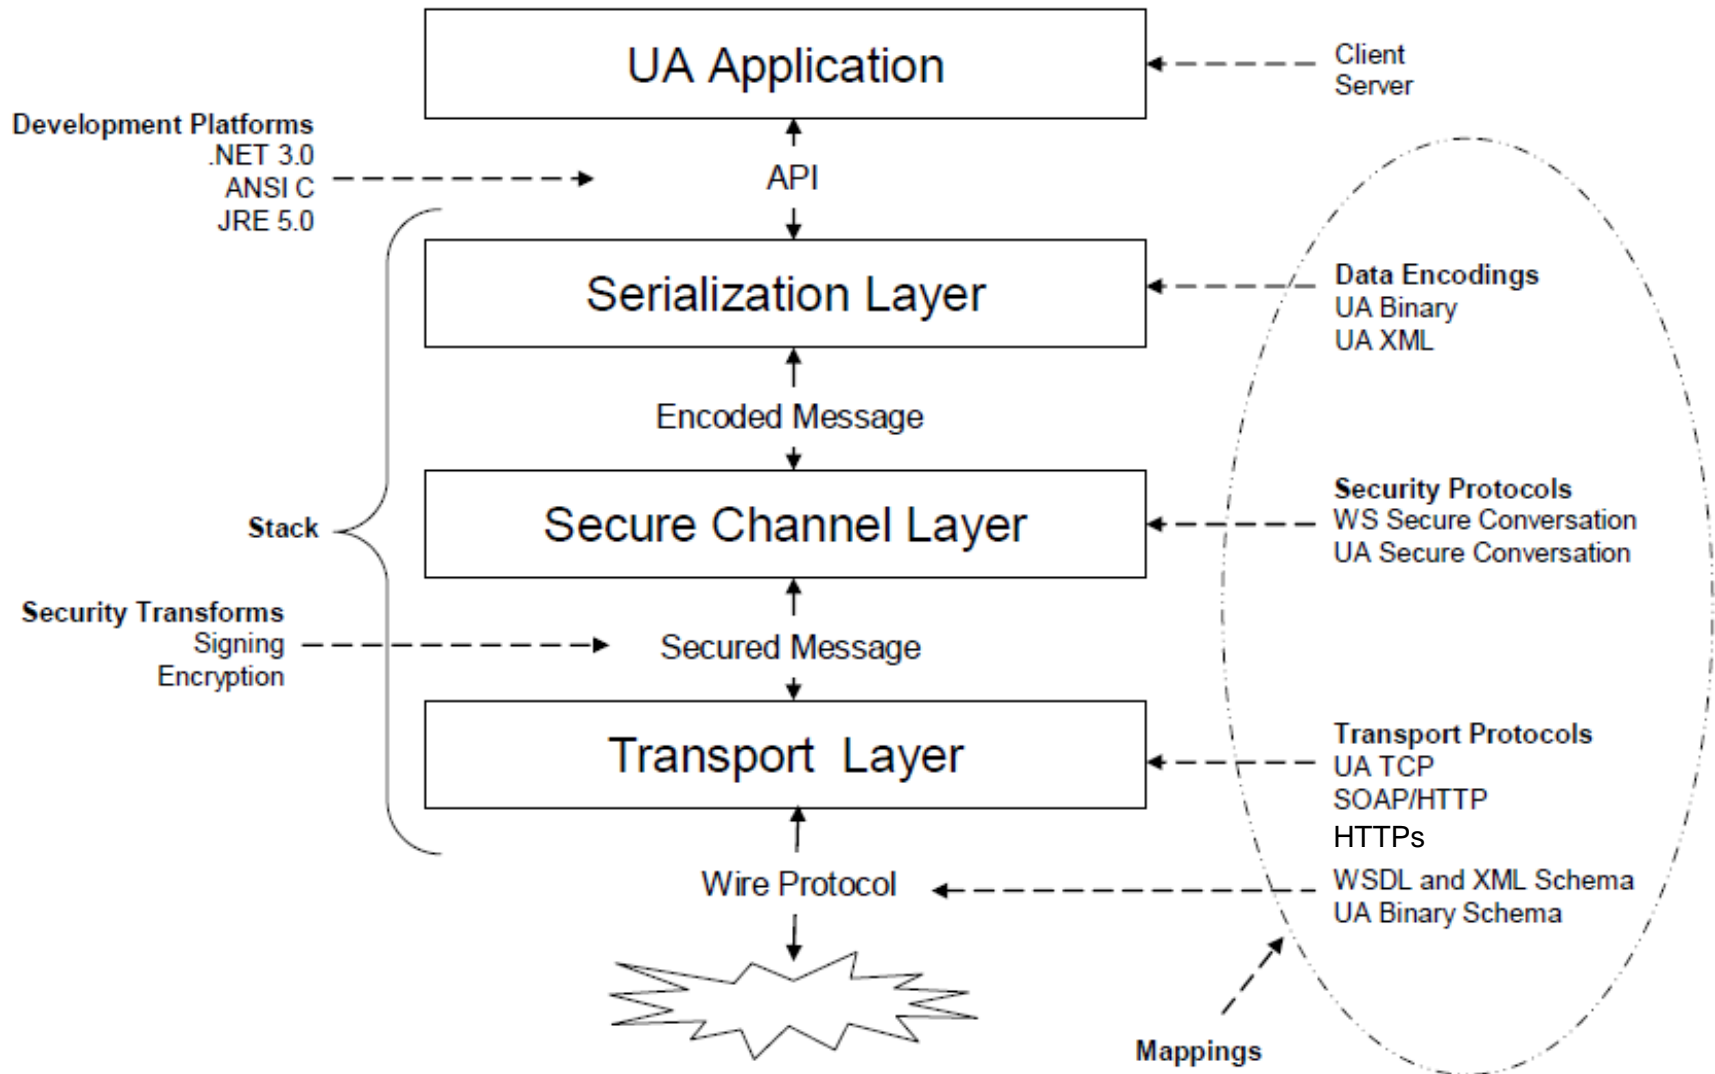 UA Application
Client
Server
Development Platforms
.NET 3.0
ANSI C
JRE 5.0
API
Serialization Layer
Data Encodings
UA Binary
UA XML
Encoded Message
Stack
Secure Channel Layer
Security Protocols
WS Secure Conversation
UA Secure Conversation
Security Transforms
Signing
Encryption
Secured Message
Transport Layer
Transport Protocols
UA TCP
SOAP/HTTP
HTTPs
Wire Protocol
WSDL and XML Schema
UA Binary Schema
Mappings